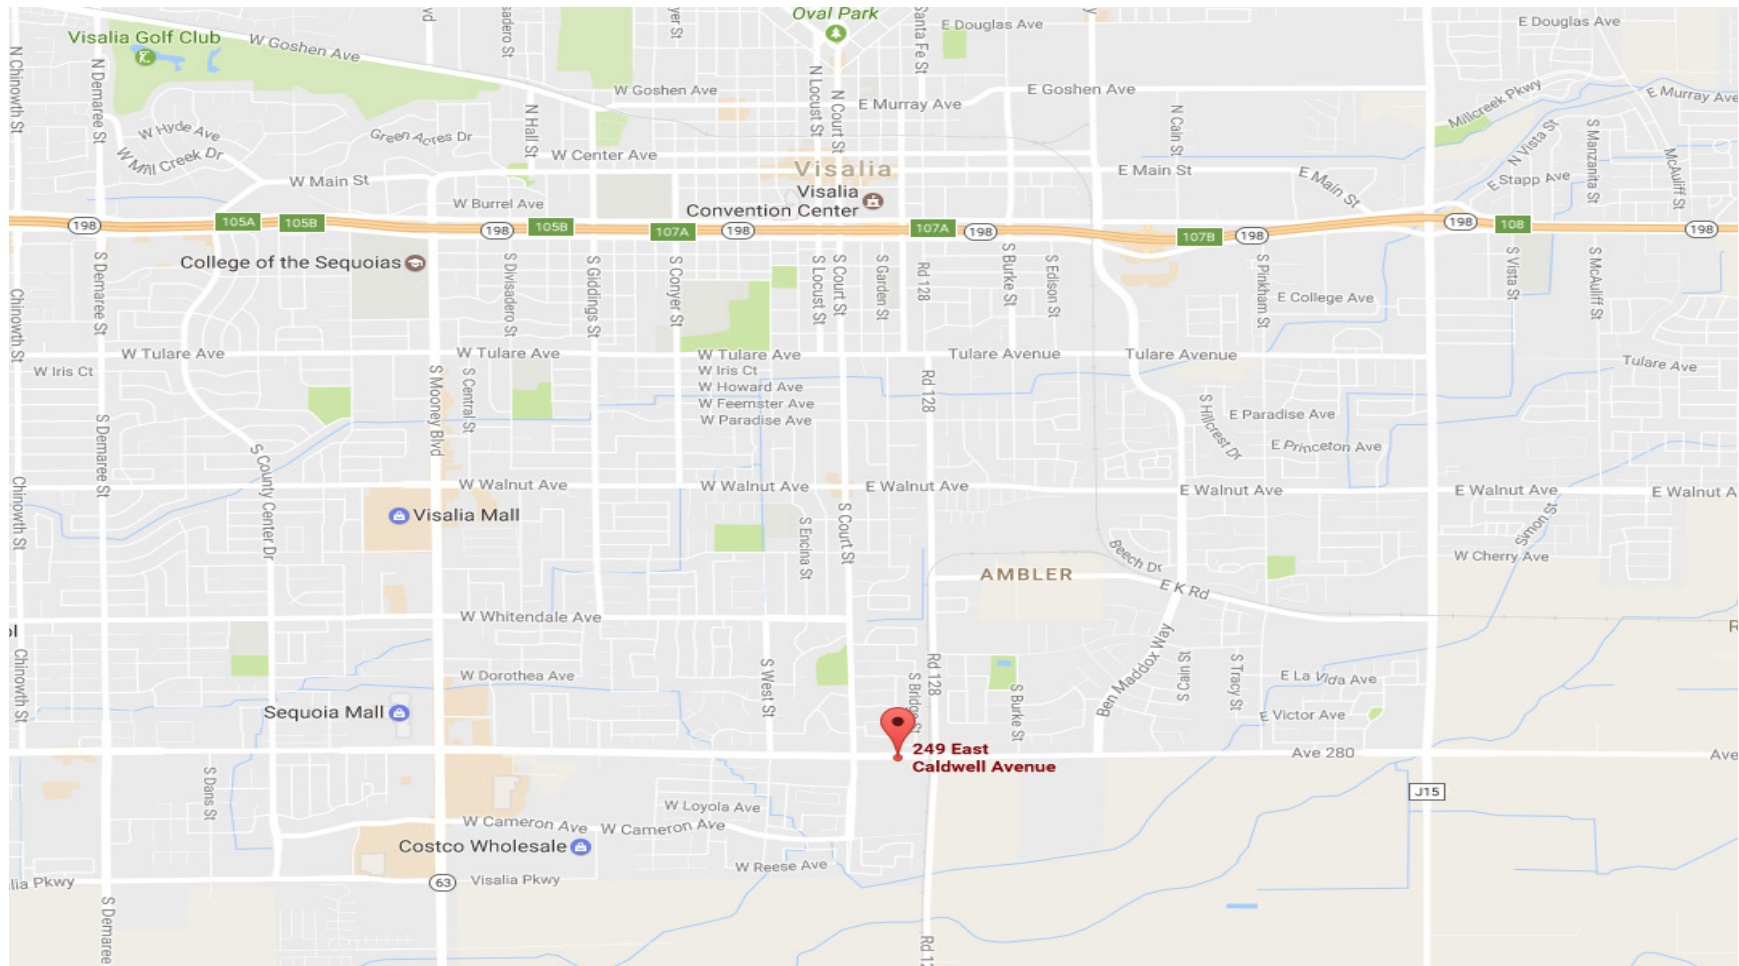 Oval Park
E Douglas Ave
E Douglas Ave
Visalia Golf Club
W Goshen Ave
N Chinowth St
N Demaree St
Santa Fe St
W Goshen Ave
E Murray Ave
E Goshen Ave
N Locust St
N Court St
Millcreek Pkwy
E Murray Ave
W Hyde Ave
W Mill Creek Dr
Green Acres Dr
N Hall St
N Cain St
N Vista St
S Manzanita St
McAuliff St
W Center Ave
Visalia
W Main St
E Main St
E Main St
E Stapp Ave
Visalia
Convention Center
W Burrel Ave
198
105A
105B
198
105B
107A
198
107A
198
107B
198
198
108
198
College of the Sequoias
S Demaree St
S Divisadero St
S Giddings St
S Conyer St
S Locust St
S Court St
S Garden St
Rd 128
S Burke St
S Edison St
S Pinkham St
S Vista St
S McAuliff St
E College Ave
Chinowth St
W Tulare Ave
W Tulare Ave
W Tulare Ave
Tulare Avenue
Tulare Avenue
Tulare Ave
W Iris Ct
W Iris Ct
W Howard Ave
W Feemster Ave
W Paradise Ave
S Mooney Blvd
S Central St
Rd 128
S Hillcrest Dr
E Paradise Ave
E Princeton Ave
S Demaree St
S County Center Dr
W Walnut Ave
W Walnut Ave
E Walnut Ave
E Walnut Ave
E Walnut Ave
E Walnut A
Chinowth St
Visalia Mall
S Encina St
S Court St
Simon St
W Cherry Ave
Beech Dr
AMBLER
E K Rd
W Whitendale Ave
ol
R
Chinowth St
W Dorothea Ave
S West St
S Bridge St
Rd 128
S Burke St
Ben Maddox Way
S Cain St
S Tracy St
E La Vida Ave
E Victor Ave
Sequoia Mall
249 East
Caldwell Avenue
Ave 280
Ave
S Dans St
J15
W Loyola Ave
W Cameron Ave
W Cameron Ave
Costco Wholesale
W Reese Ave
alia Pkwy
63
Visalia Pkwy
S Demaree
Rd 12